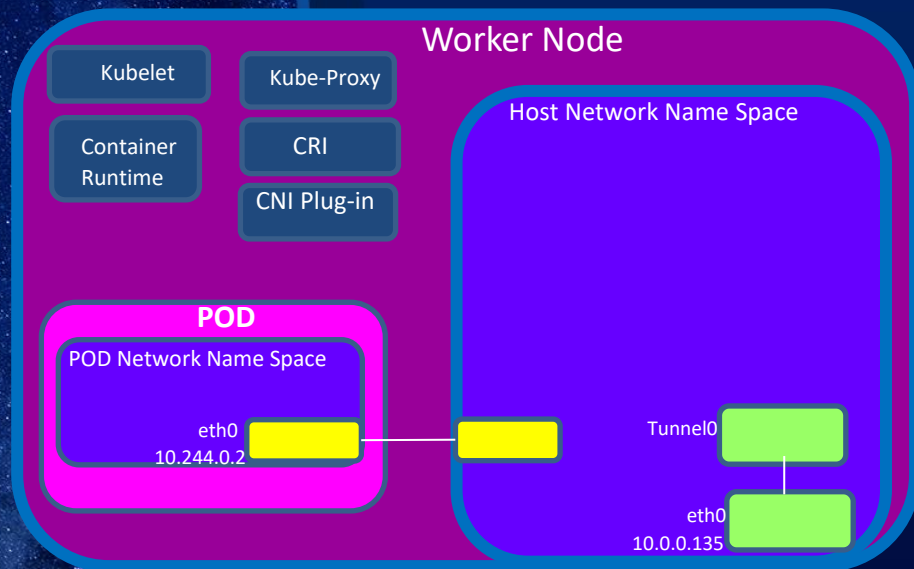 Worker Node
Kubelet
Kube-Proxy
Host Network Name Space
Container
Runtime
CRI
CNI Plug-in
POD
POD Network Name Space
eth0
10.244.0.2
Tunnel0
eth0
10.0.0.135